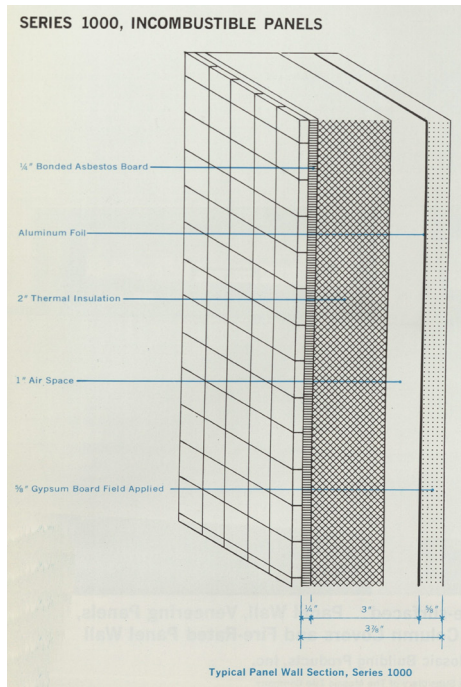 SERIES 1000, INCOMBUSTIBLE PANELS
¼" Bonded Asbestos Board
Aluminum Foil
2" Thermal Insulation
1" Air Space
⅝" Gypsum Board Field Applied
¼" 3" ⅝"
3⅞"
Typical Panel Wall Section, Series 1000